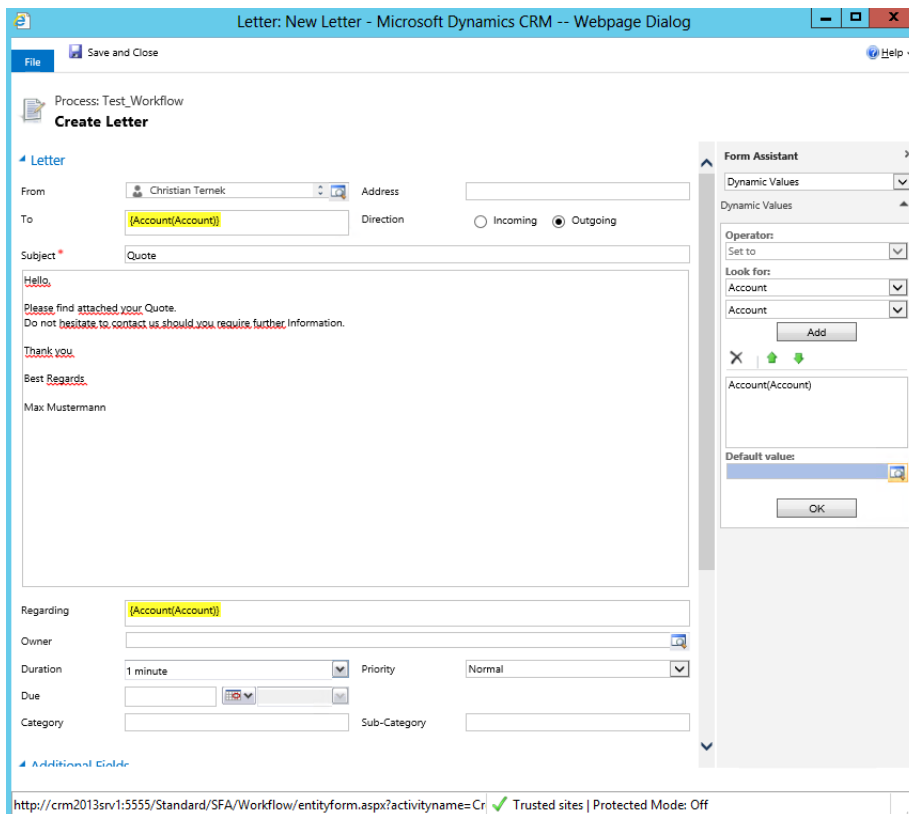 Letter: New Letter - Microsoft Dynamics CRM -- Webpage Dialog
File
Save and Close
Help
Process: Test_Workflow
Create Letter
Letter
From
Christian Ternek
Address
To
{Account(Account)}
Direction
Incoming
Outgoing
Subject *
Quote
Hello,
Please find attached your Quote.
Do not hesitate to contact us should you require further Information.
Thank you
Best Regards
Max Mustermann
Regarding
{Account(Account)}
Owner
Duration
1 minute
Priority
Normal
Due
Category
Sub-Category
Additional Fields
Form Assistant
Dynamic Values
Dynamic Values
Operator:
Set to
Look for:
Account
Account
Add
Account(Account)
Default value:
OK
http://crm2013srv1:5555/Standard/SFA/Workflow/entityform.aspx?activityname=Cr
Trusted sites | Protected Mode: Off